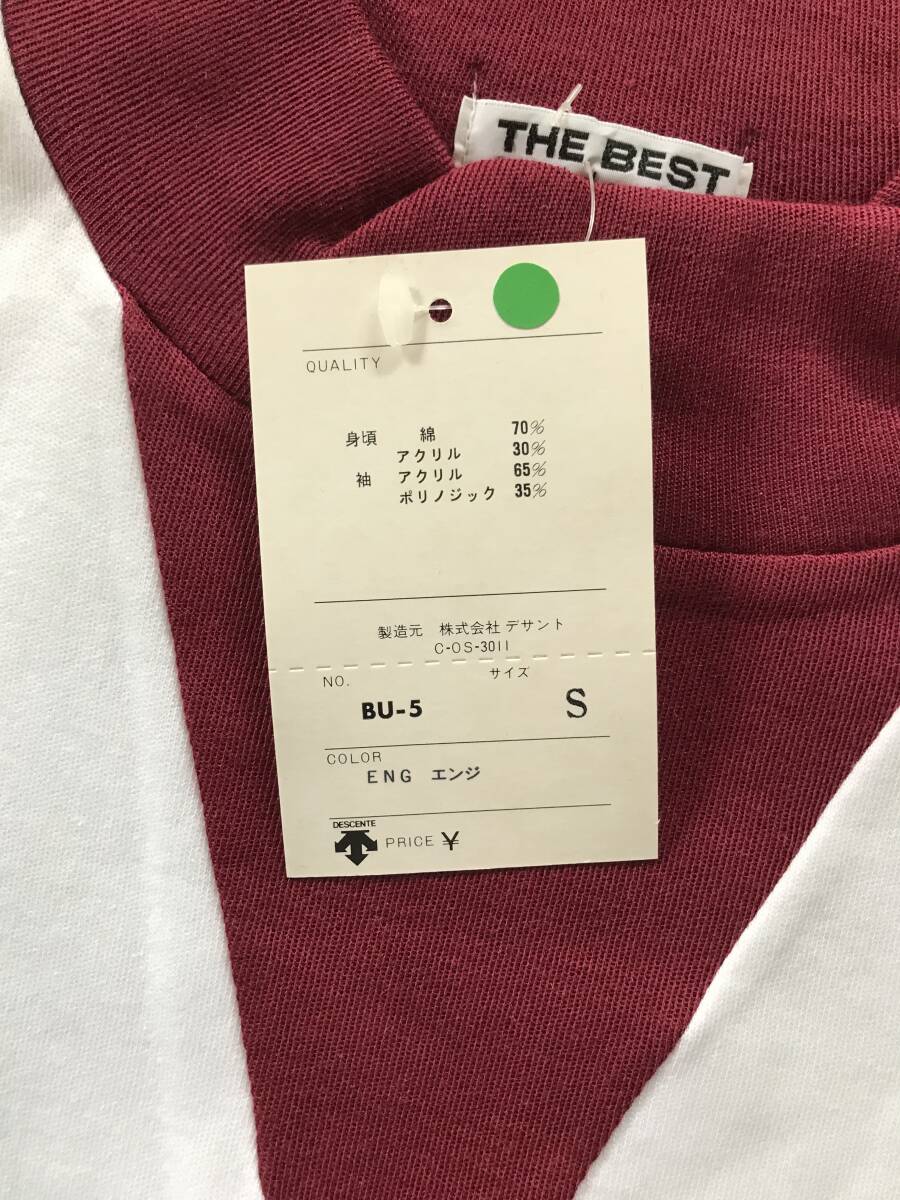 THE BEST
QUALITY
身頃 綿 70%
アクリル 30%
袖 アクリル 65%
ポリノジック 35%
製造元 株式会社 デサント
C-OS-3011
NO. サイズ
BU-5 S
COLOR
ENG エンジ
DESCENTE
PRICE ¥